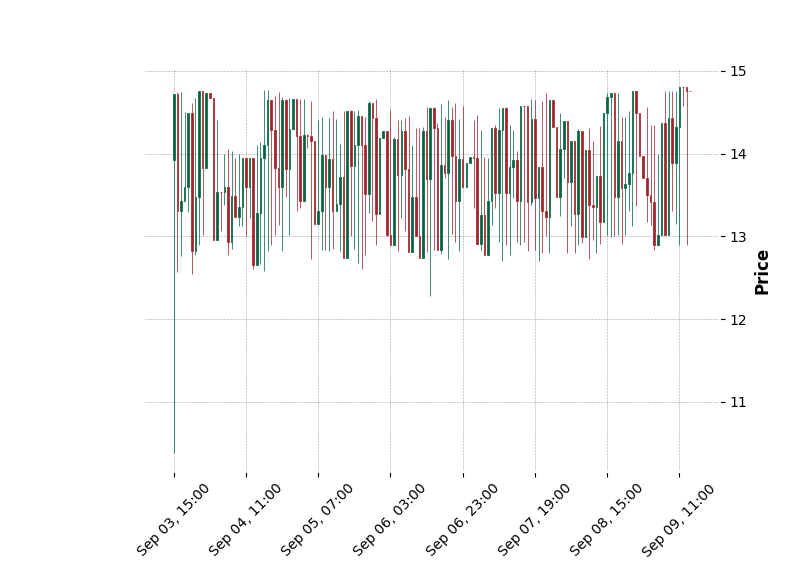 15
14
13
12
11
Price
Sep 03, 15:00
Sep 04, 11:00
Sep 05, 07:00
Sep 06, 03:00
Sep 06, 23:00
Sep 07, 19:00
Sep 08, 15:00
Sep 09, 11:00